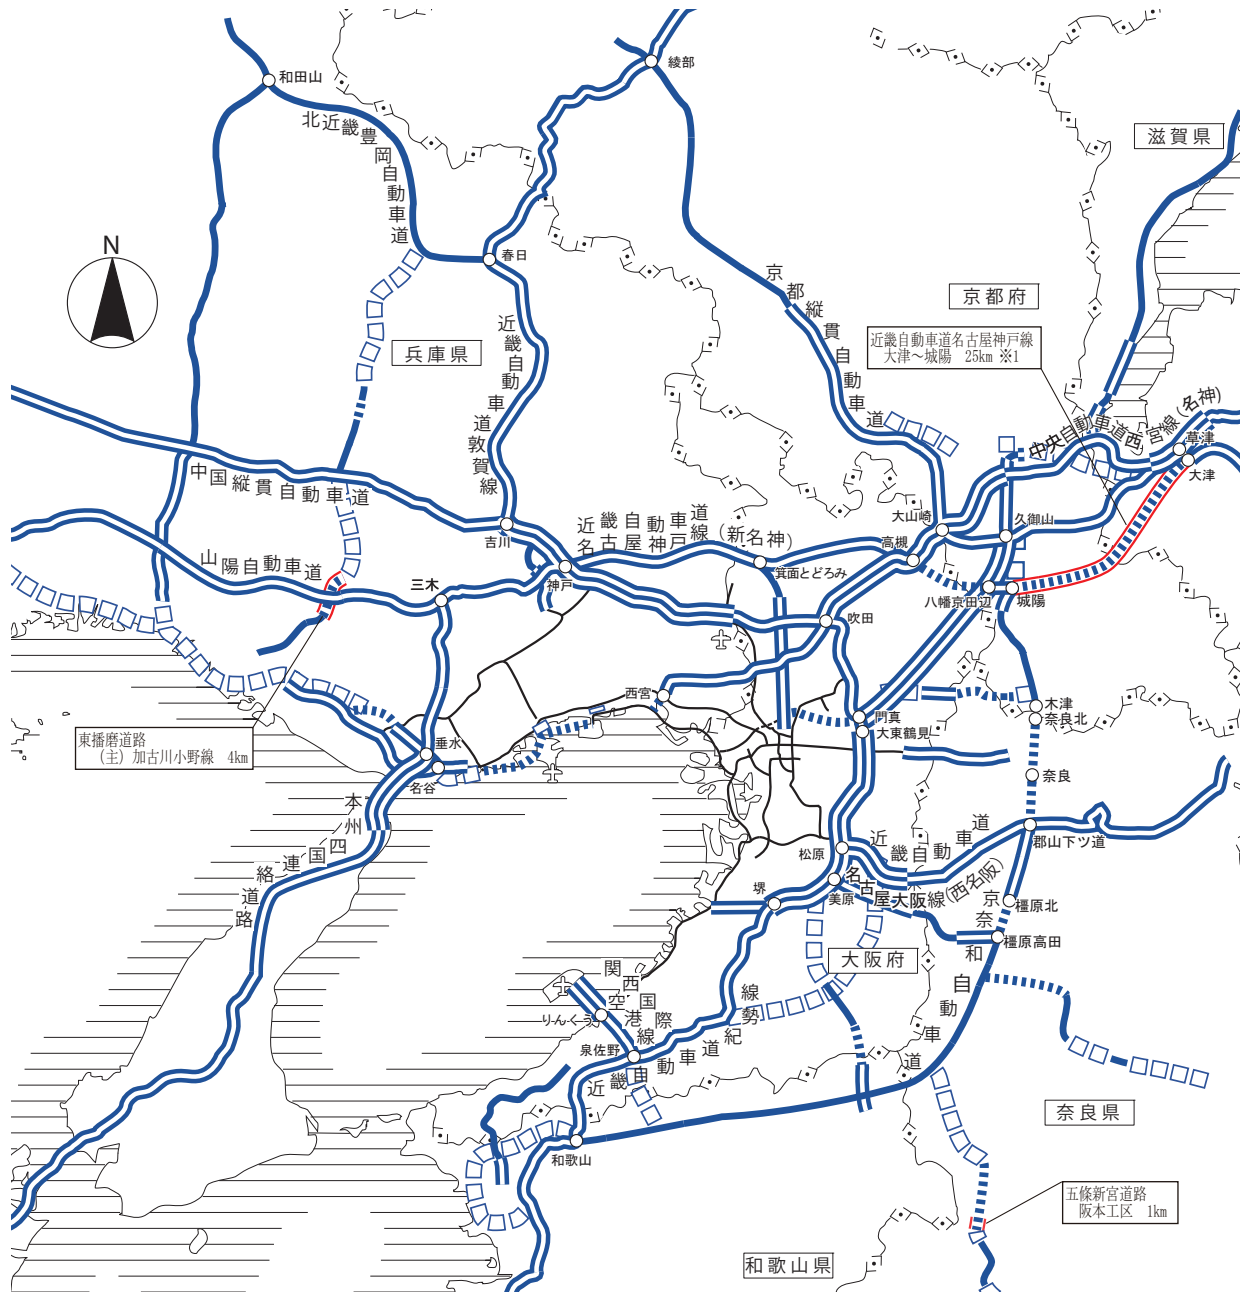 綾部
和田山
北近畿豊岡自動車道
滋賀県
N
春日
京都府
京都縦貫自動車道
近畿自動車道敦賀線
兵庫県
近畿自動車道名古屋神戸線
大津～城陽 25km ※1
中央自動車道西宮線(名神)
草津
大津
中国縦貫自動車道
吉川
近畿自動車道
名古屋神戸線(新名神)
大山崎
久御山
高槻
山陽自動車道
三木
神戸
箕面とどろみ
八幡京田辺
城陽
吹田
西宮
木津
奈良北
門真
大東鶴見
東播磨道路
(主) 加古川小野線 4km
垂水
名谷
奈良
本州四国連絡道路
松原
近畿自動車道
名古屋大阪線(西名阪)
郡山下ツ道
堺
美原
橿原北
京奈和自動車道
橿原高田
大阪府
関西国際空港線
りんくう
泉佐野
近畿自動車道紀勢線
奈良県
和歌山
五條新宮道路
阪本工区 1km
和歌山県